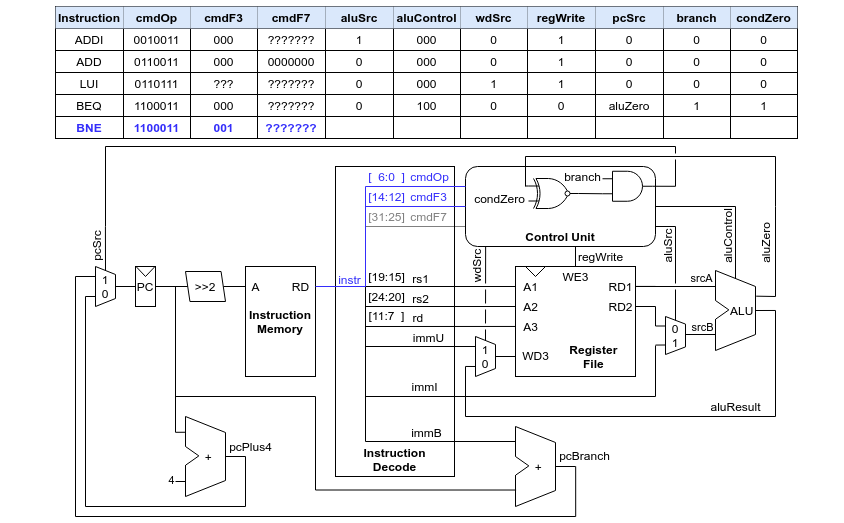 Instruction cmdOp cmdF3 cmdF7 aluSrc aluControl wdSrc regWrite pcSrc branch condZero
ADDI 0010011 000 ??????? 1 000 0 1 0 0 0
ADD 0110011 000 0000000 0 000 0 1 0 0 0
LUI 0110111 ??? ??????? 0 000 1 1 0 0 0
BEQ 1100011 000 ??????? 0 100 0 0 aluZero 1 1
BNE 1100011 001 ???????
[ 6:0 ] cmdOp
[14:12] cmdF3
[31:25] cmdF7
branch
condZero
Control Unit
pcSrc
wdSrc
regWrite
aluSrc
aluControl
aluZero
1
0
PC
>>2
A RD
Instruction
Memory
instr
[19:15] rs1
[24:20] rs2
[11:7 ] rd
immU
immI
immB
Instruction
Decode
1
0
WE3
A1 RD1
A2 RD2
A3
WD3
Register
File
srcA
srcB
0
1
ALU
aluResult
4
+
pcPlus4
+
pcBranch